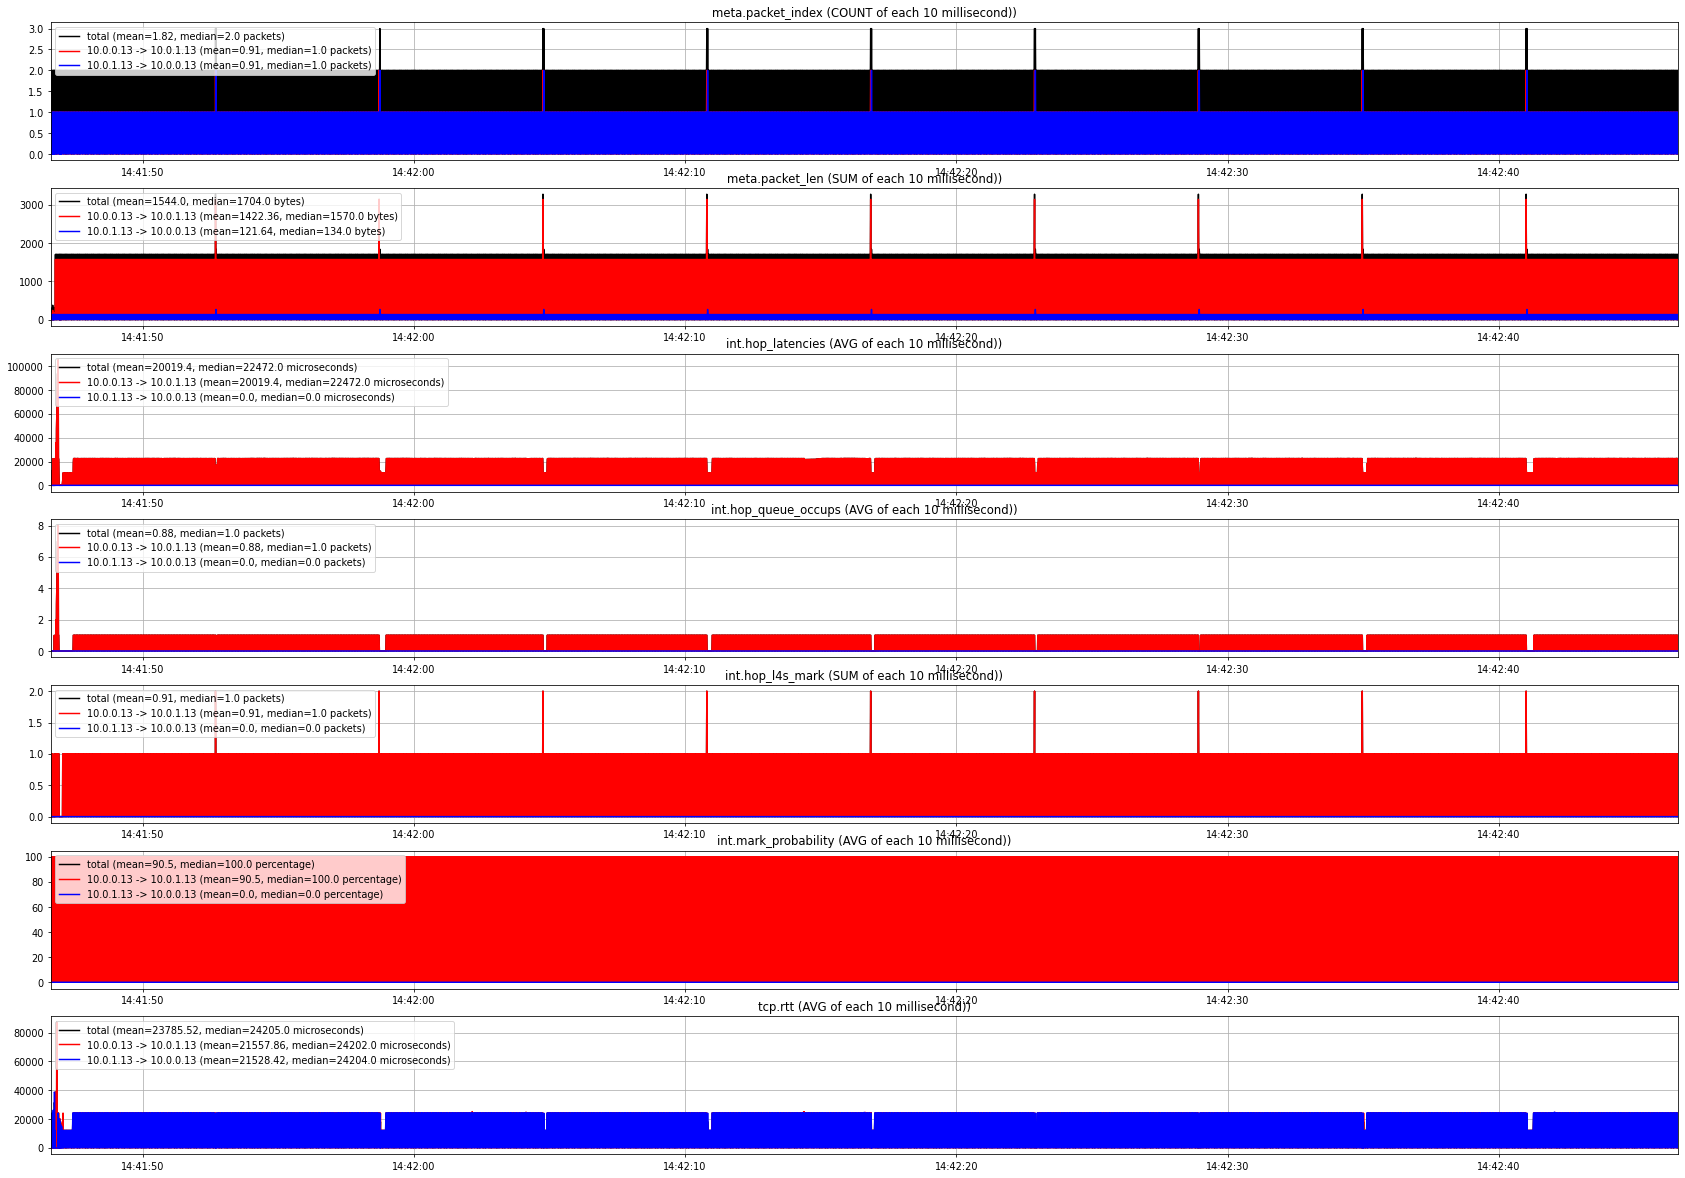 meta.packet_index (COUNT of each 10 millisecond))
3.0
2.5
2.0
1.5
1.0
0.5
0.0
total (mean=1.82, median=2.0 packets)
10.0.0.13 -> 10.0.1.13 (mean=0.91, median=1.0 packets)
10.0.1.13 -> 10.0.0.13 (mean=0.91, median=1.0 packets)
14:41:50 14:42:00 14:42:10 14:42:20 14:42:30 14:42:40
meta.packet_len (SUM of each 10 millisecond))
3000
2000
1000
0
total (mean=1544.0, median=1704.0 bytes)
10.0.0.13 -> 10.0.1.13 (mean=1422.36, median=1570.0 bytes)
10.0.1.13 -> 10.0.0.13 (mean=121.64, median=134.0 bytes)
14:41:50 14:42:00 14:42:10 14:42:20 14:42:30 14:42:40
int.hop_latencies (AVG of each 10 millisecond))
100000
80000
60000
40000
20000
0
total (mean=20019.4, median=22472.0 microseconds)
10.0.0.13 -> 10.0.1.13 (mean=20019.4, median=22472.0 microseconds)
10.0.1.13 -> 10.0.0.13 (mean=0.0, median=0.0 microseconds)
14:41:50 14:42:00 14:42:10 14:42:20 14:42:30 14:42:40
int.hop_queue_occups (AVG of each 10 millisecond))
8
6
4
2
0
total (mean=0.88, median=1.0 packets)
10.0.0.13 -> 10.0.1.13 (mean=0.88, median=1.0 packets)
10.0.1.13 -> 10.0.0.13 (mean=0.0, median=0.0 packets)
14:41:50 14:42:00 14:42:10 14:42:20 14:42:30 14:42:40
int.hop_l4s_mark (SUM of each 10 millisecond))
2.0
1.5
1.0
0.5
0.0
total (mean=0.91, median=1.0 packets)
10.0.0.13 -> 10.0.1.13 (mean=0.91, median=1.0 packets)
10.0.1.13 -> 10.0.0.13 (mean=0.0, median=0.0 packets)
14:41:50 14:42:00 14:42:10 14:42:20 14:42:30 14:42:40
int.mark_probability (AVG of each 10 millisecond))
100
80
60
40
20
0
total (mean=90.5, median=100.0 percentage)
10.0.0.13 -> 10.0.1.13 (mean=90.5, median=100.0 percentage)
10.0.1.13 -> 10.0.0.13 (mean=0.0, median=0.0 percentage)
14:41:50 14:42:00 14:42:10 14:42:20 14:42:30 14:42:40
tcp.rtt (AVG of each 10 millisecond))
80000
60000
40000
20000
0
total (mean=23785.52, median=24205.0 microseconds)
10.0.0.13 -> 10.0.1.13 (mean=21557.86, median=24202.0 microseconds)
10.0.1.13 -> 10.0.0.13 (mean=21528.42, median=24204.0 microseconds)
14:41:50 14:42:00 14:42:10 14:42:20 14:42:30 14:42:40